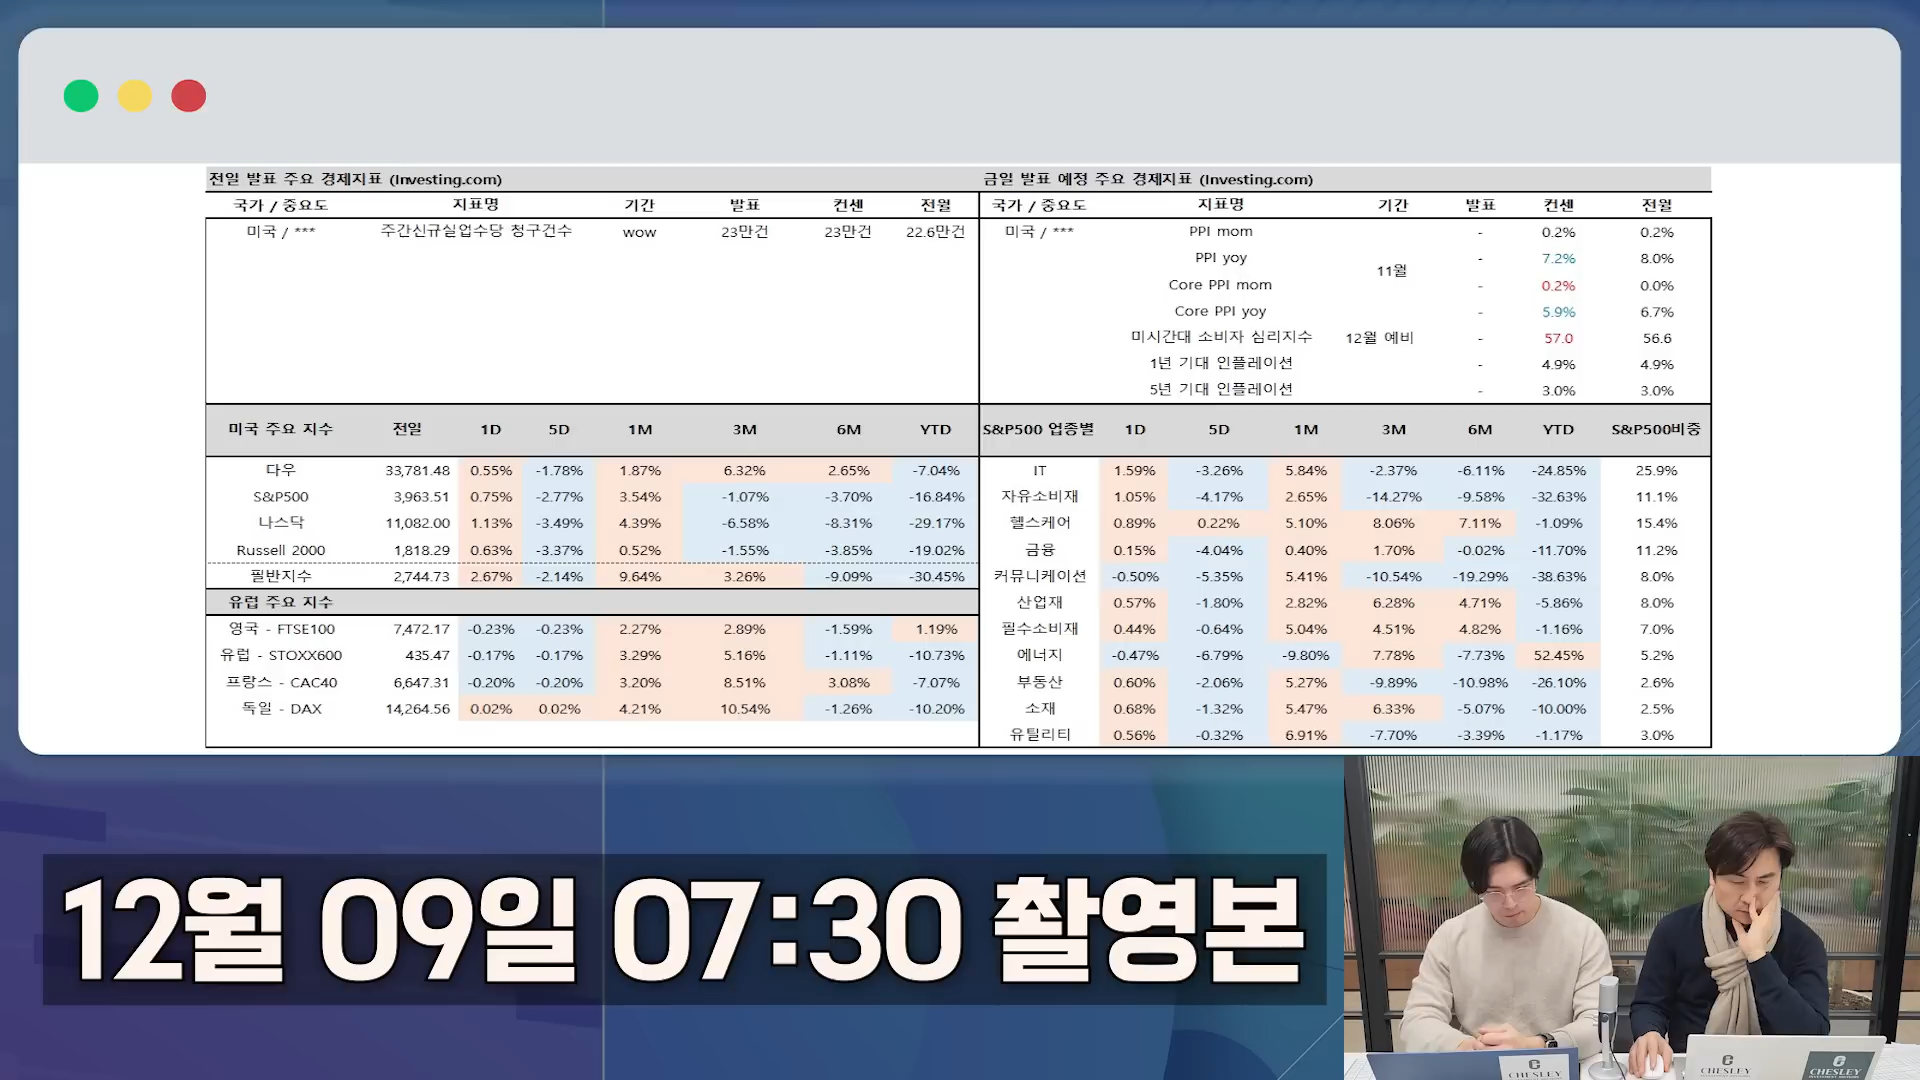 전일 발표 주요 경제지표 (Investing.com) 금일 발표 예정 주요 경제지표 (Investing.com)
국가 / 중요도 지표명 기간 발표 컨센 전월 국가 / 중요도 지표명 기간 발표 컨센 전월
미국 / *** 주간신규실업수당 청구건수 wow 23만건 23만건 22.6만건 미국 / *** PPI mom - 0.2% 0.2%
PPI yoy - 7.2% 8.0%
11월
Core PPI mom - 0.2% 0.0%
Core PPI yoy - 5.9% 6.7%
미시간대 소비자 심리지수 12월 예비 - 57.0 56.6
1년 기대 인플레이션 - 4.9% 4.9%
5년 기대 인플레이션 - 3.0% 3.0%
미국 주요 지수 전일 1D 5D 1M 3M 6M YTD S&P500 업종별 1D 5D 1M 3M 6M YTD S&P500비중
다우 33,781.48 0.55% -1.78% 1.87% 6.32% 2.65% -7.04% IT 1.59% -3.26% 5.84% -2.37% -6.11% -24.85% 25.9%
S&P500 3,963.51 0.75% -2.77% 3.54% -1.07% -3.70% -16.84% 자유소비재 1.05% -4.17% 2.65% -14.27% -9.58% -32.63% 11.1%
나스닥 11,082.00 1.13% -3.49% 4.39% -6.58% -8.31% -29.17% 헬스케어 0.89% 0.22% 5.10% 8.06% 7.11% -1.09% 15.4%
Russell 2000 1,818.29 0.63% -3.37% 0.52% -1.55% -3.85% -19.02% 금융 0.15% -4.04% 0.40% 1.70% -0.02% -11.70% 11.2%
필반지수 2,744.73 2.67% -2.14% 9.64% 3.26% -9.09% -30.45% 커뮤니케이션 -0.50% -5.35% 5.41% -10.54% -19.29% -38.63% 8.0%
유럽 주요 지수 산업재 0.57% -1.80% 2.82% 6.28% 4.71% -5.86% 8.0%
영국 - FTSE100 7,472.17 -0.23% -0.23% 2.27% 2.89% -1.59% 1.19% 필수소비재 0.44% -0.64% 5.04% 4.51% 4.82% -1.16% 7.0%
유럽 - STOXX600 435.47 -0.17% -0.17% 3.29% 5.16% -1.11% -10.73% 에너지 -0.47% -6.79% -9.80% 7.78% -7.73% 52.45% 5.2%
프랑스 - CAC40 6,647.31 -0.20% -0.20% 3.20% 8.51% 3.08% -7.07% 부동산 0.60% -2.06% 5.27% -9.89% -10.98% -26.10% 2.6%
독일 - DAX 14,264.56 0.02% 0.02% 4.21% 10.54% -1.26% -10.20% 소재 0.68% -1.32% 5.47% 6.33% -5.07% -10.00% 2.5%
유틸리티 0.56% -0.32% 6.91% -7.70% -3.39% -1.17% 3.0%
12월 09일 07:30 촬영본
CHESLEY
CHESLEY
CHESLEY